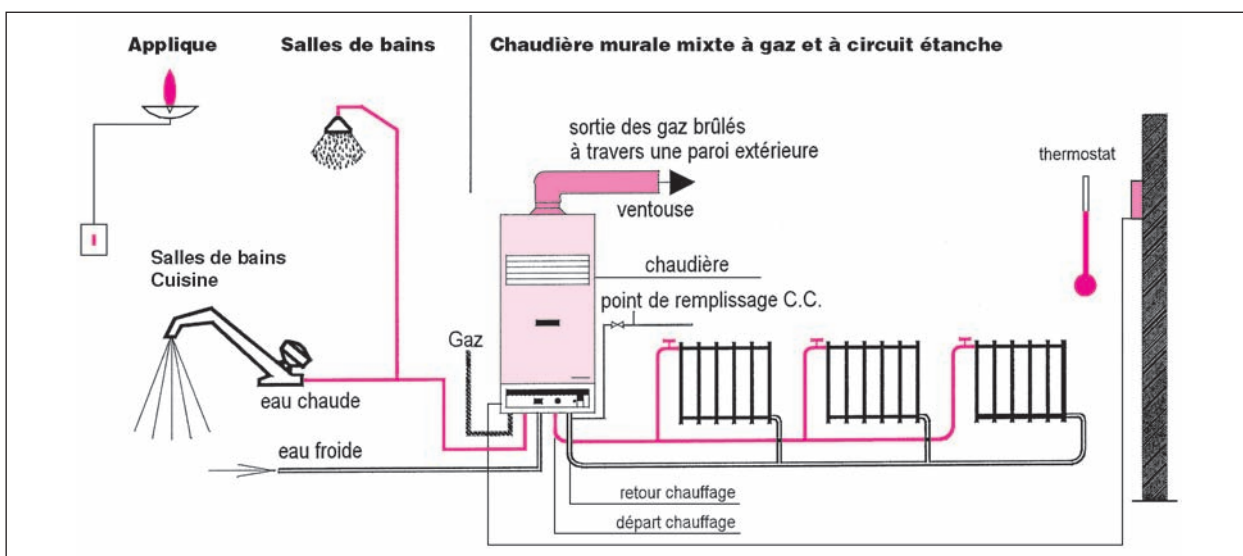 Applique
Salles de bains
Chaudière murale mixte à gaz et à circuit étanche
sortie des gaz brûlés
à travers une paroi extérieure
thermostat
ventouse
Salles de bains
Cuisine
chaudière
point de remplissage C.C.
Gaz
eau chaude
eau froide
retour chauffage
départ chauffage